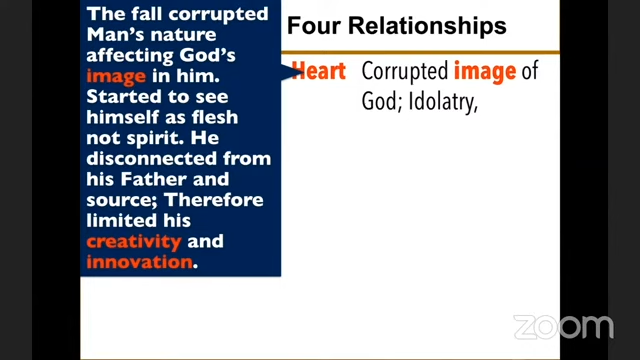 The fall corrupted
Man's nature
affecting God's
image in him.
Started to see
himself as flesh
not spirit. He
disconnected from
his Father and
source; Therefore
limited his
creativity and
innovation.
Four Relationships
Heart Corrupted image of
God; Idolatry,
zoom